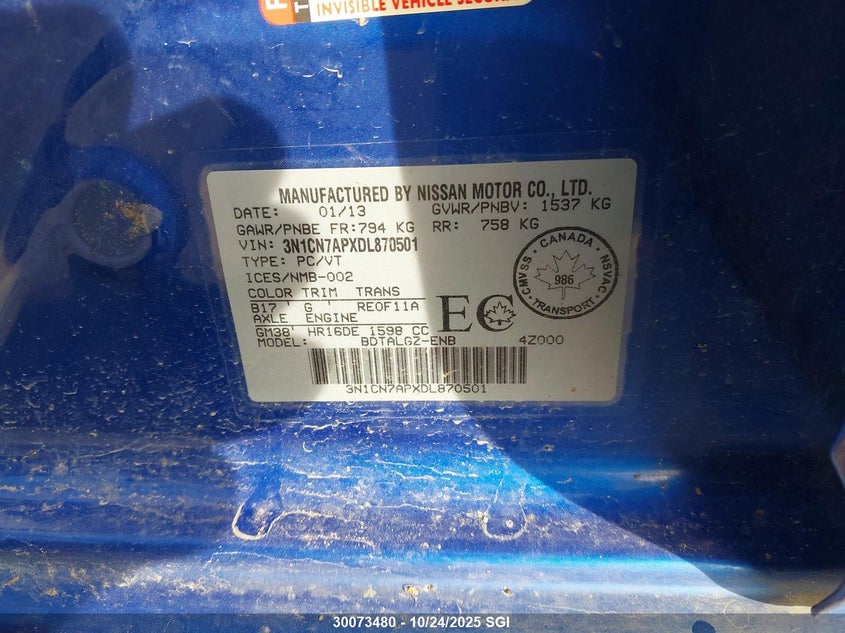 INVISIBLE VEHICLE
MANUFACTURED BY NISSAN MOTOR CO., LTD.
DATE: 01/13 GVWR/PNBV: 1537 KG
GAWR/PNBE FR:794 KG RR: 758 KG
VIN: 3N1CN7APXDL870501
TYPE: PC/VT
ICES/NMB-002
COLOR TRIM TRANS
B17 ' G ' RE0F11A
AXLE ENGINE
GM38' HR16DE 1598 CC
MODEL: BDTALGZ-ENB 4Z000
EC
CANADA
CMVSS NSVAC
986
TRANSPORT
3N1CN7APXDL870501
30073480 - 10/24/2025 SGI